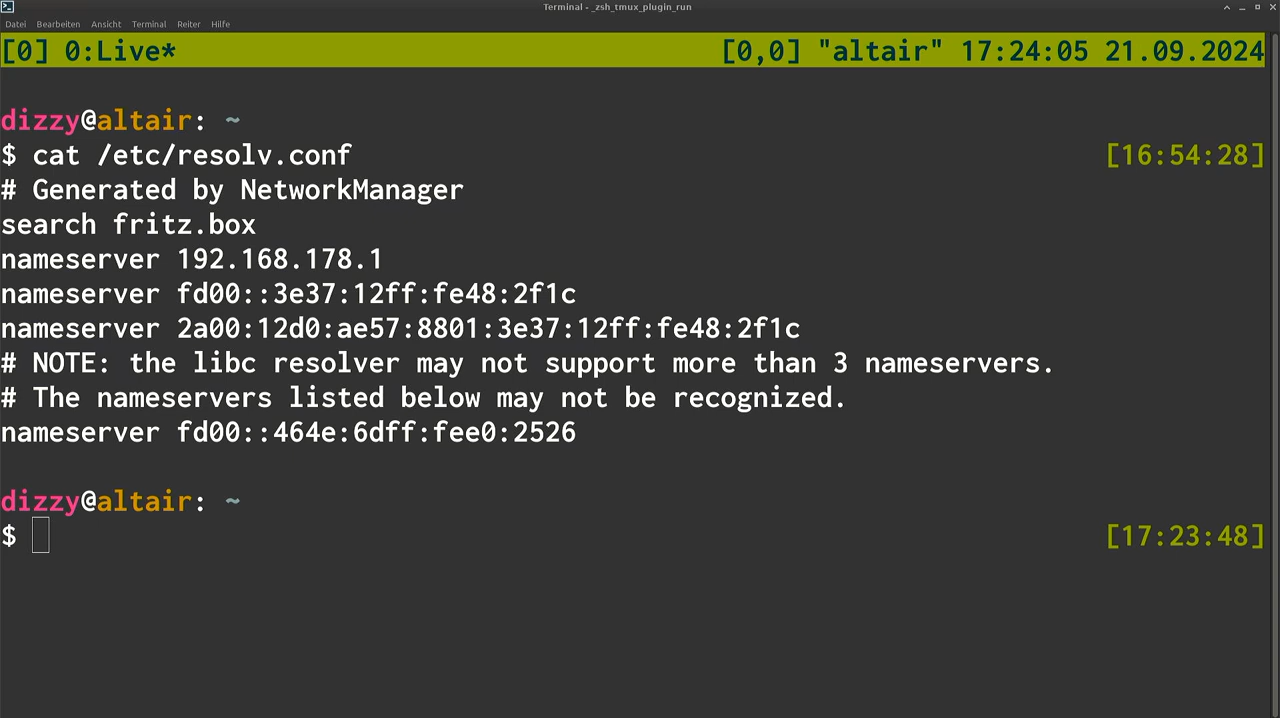 Terminal - _zsh_tmux_plugin_run
Datei Bearbeiten Ansicht Terminal Reiter Hilfe
[0] 0:Live* [0,0] "altair" 17:24:05 21.09.2024
dizzy@altair: ~
$ cat /etc/resolv.conf [16:54:28]
# Generated by NetworkManager
search fritz.box
nameserver 192.168.178.1
nameserver fd00::3e37:12ff:fe48:2f1c
nameserver 2a00:12d0:ae57:8801:3e37:12ff:fe48:2f1c
# NOTE: the libc resolver may not support more than 3 nameservers.
# The nameservers listed below may not be recognized.
nameserver fd00::464e:6dff:fee0:2526
dizzy@altair: ~
$ [17:23:48]